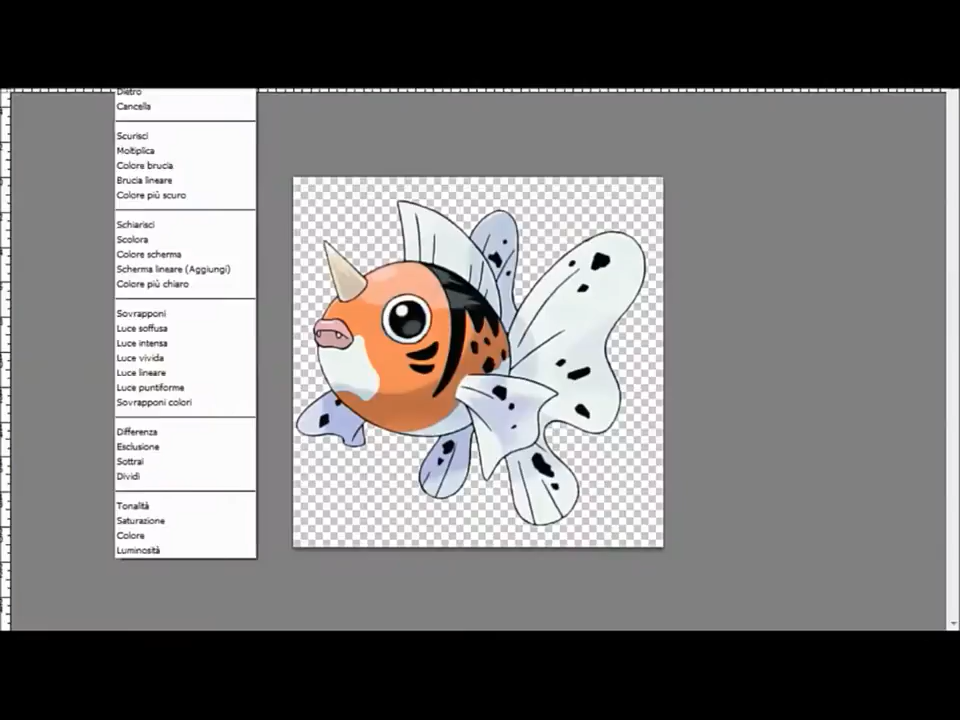 Dietro
Cancella
Scurisci
Moltiplica
Colore brucia
Brucia lineare
Colore più scuro
Schiarisci
Scolora
Colore scherma
Scherma lineare (Aggiungi)
Colore più chiaro
Sovrapponi
Luce soffusa
Luce intensa
Luce vivida
Luce lineare
Luce puntiforme
Sovrapponi colori
Differenza
Esclusione
Sottrai
Dividi
Tonalità
Saturazione
Colore
Luminosità